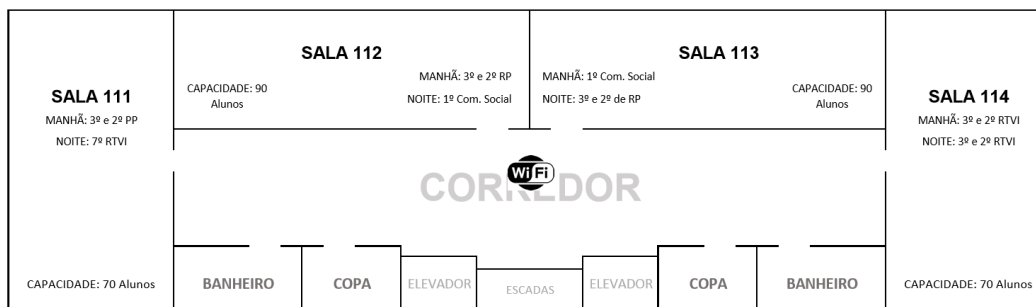 SALA 111
MANHÃ: 3º e 2º PP
NOITE: 7º RTVI
CAPACIDADE: 70 Alunos
SALA 112
CAPACIDADE: 90
Alunos
MANHÃ: 3º e 2º RP
NOITE: 1º Com. Social
SALA 113
MANHÃ: 1º Com. Social
NOITE: 3º e 2º de RP
CAPACIDADE: 90
Alunos
SALA 114
MANHÃ: 3º e 2º RTVI
NOITE: 3º e 2º RTVI
CAPACIDADE: 70 Alunos
WiFi
CORREDOR
BANHEIRO
COPA
ELEVADOR
ESCADAS
ELEVADOR
COPA
BANHEIRO